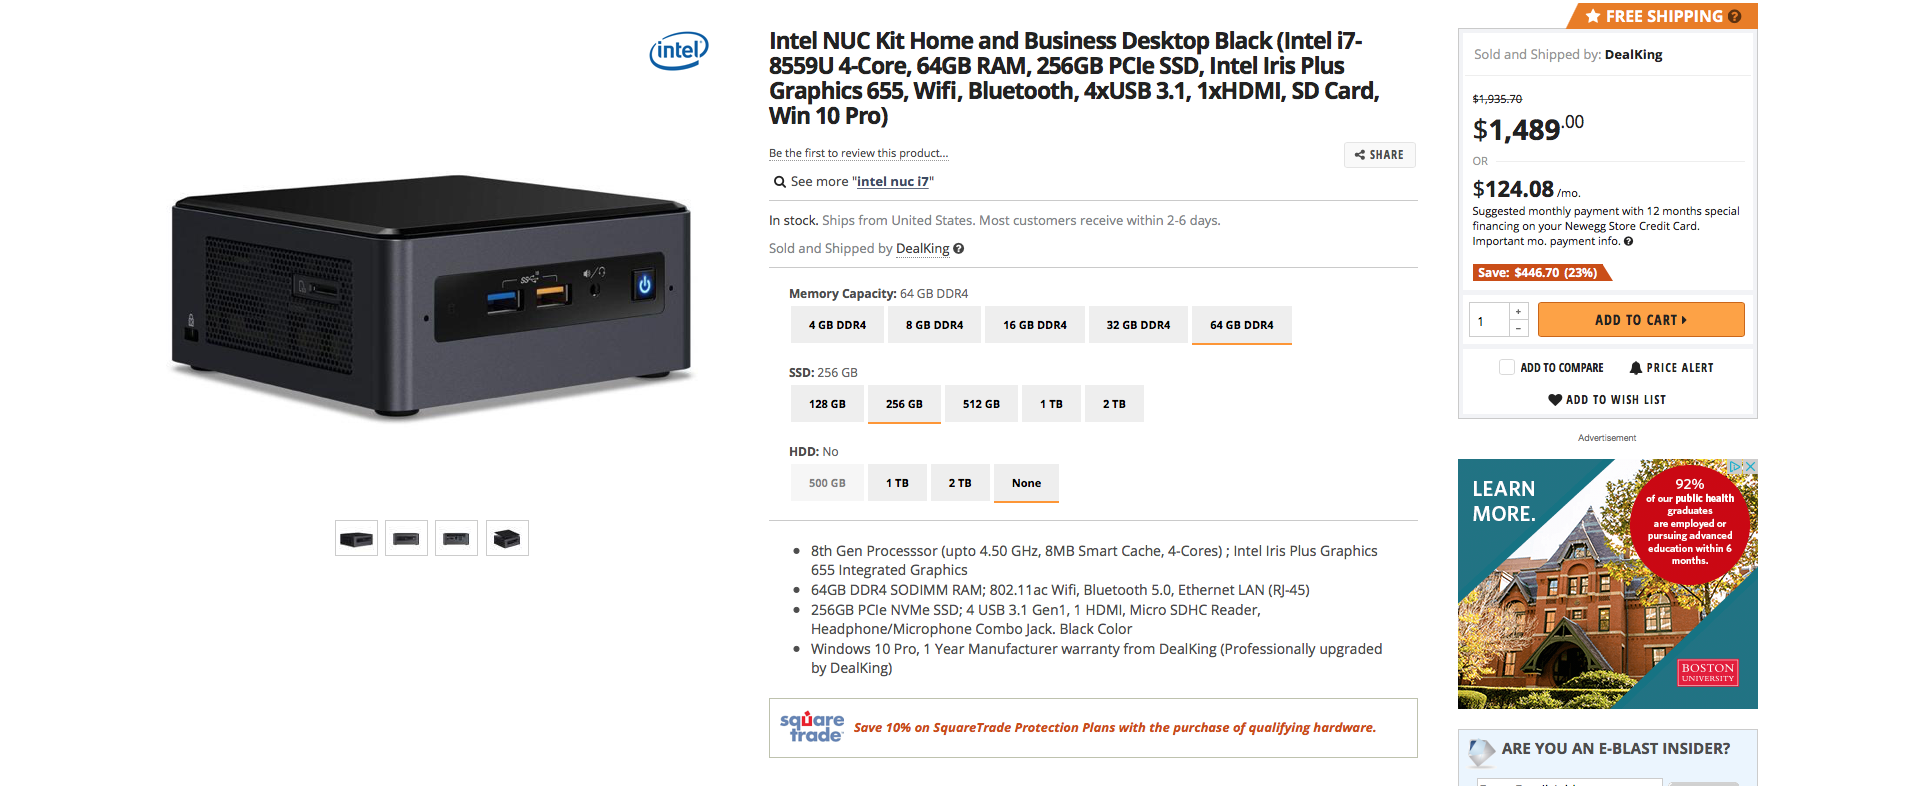 intel
Intel NUC Kit Home and Business Desktop Black (Intel i7-
8559U 4-Core, 64GB RAM, 256GB PCIe SSD, Intel Iris Plus
Graphics 655, Wifi, Bluetooth, 4xUSB 3.1, 1xHDMI, SD Card,
Win 10 Pro)
Be the first to review this product...
SHARE
See more "intel nuc i7"
In stock. Ships from United States. Most customers receive within 2-6 days.
Sold and Shipped by DealKing
Memory Capacity: 64 GB DDR4
4 GB DDR4 8 GB DDR4 16 GB DDR4 32 GB DDR4 64 GB DDR4
SSD: 256 GB
128 GB 256 GB 512 GB 1 TB 2 TB
HDD: No
500 GB 1 TB 2 TB None
8th Gen Processsor (upto 4.50 GHz, 8MB Smart Cache, 4-Cores) ; Intel Iris Plus Graphics
655 Integrated Graphics
64GB DDR4 SODIMM RAM; 802.11ac Wifi, Bluetooth 5.0, Ethernet LAN (RJ-45)
256GB PCIe NVMe SSD; 4 USB 3.1 Gen1, 1 HDMI, Micro SDHC Reader,
Headphone/Microphone Combo Jack. Black Color
Windows 10 Pro, 1 Year Manufacturer warranty from DealKing (Professionally upgraded
by DealKing)
square
trade
Save 10% on SquareTrade Protection Plans with the purchase of qualifying hardware.
FREE SHIPPING
Sold and Shipped by: DealKing
$1,935.70
$1,489.00
OR
$124.08 /mo.
Suggested monthly payment with 12 months special
financing on your Newegg Store Credit Card.
Important mo. payment info.
Save: $446.70 (23%)
1 + -
ADD TO CART
ADD TO COMPARE PRICE ALERT
ADD TO WISH LIST
Advertisement
LEARN
MORE.
92%
of our public health
graduates
are employed or
pursuing advanced
education within 6
months.
BOSTON
UNIVERSITY
ARE YOU AN E-BLAST INSIDER?